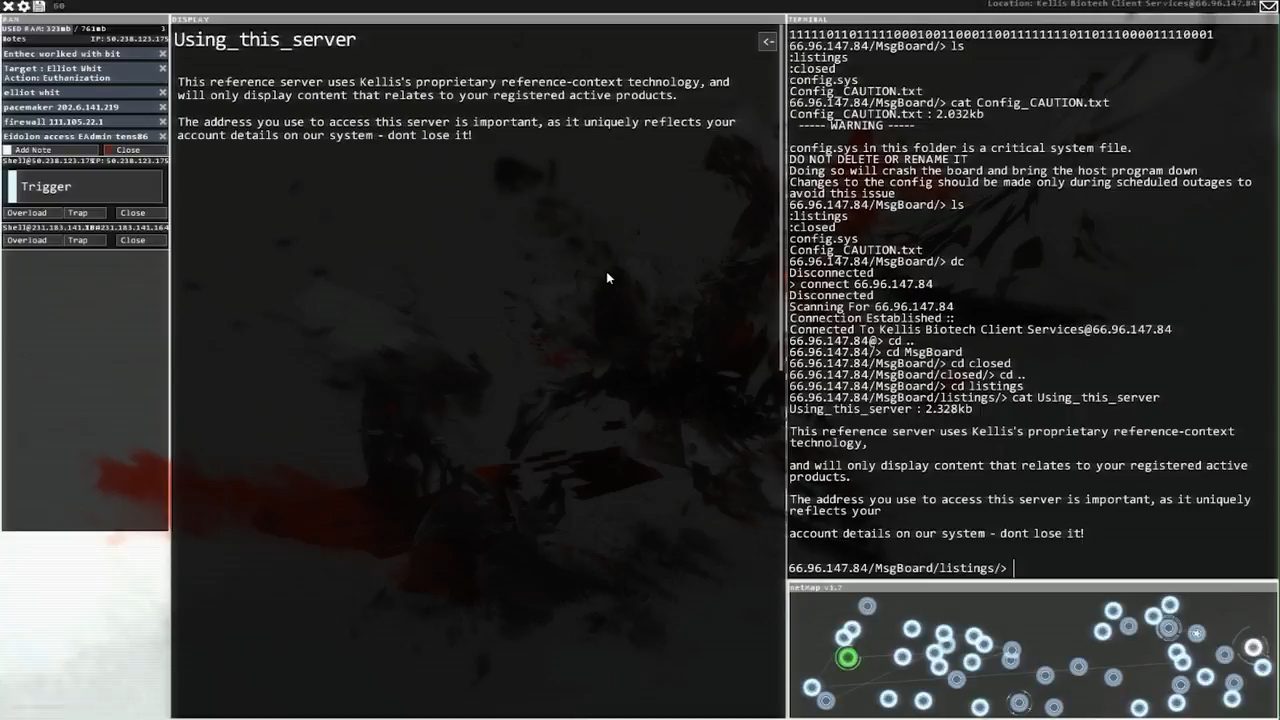 60
Location: Kellis Biotech Client Services@66.96.147.84
RAM
USED RAM: 323mb / 761mb 3
Notes IP: 50.238.123.175
Enthec worlked with bit
Target : Elliot Whit
Action: Euthanization
elliot whit
pacemaker 202.6.141.219
firewall 111.105.22.1
Eidolon access EAdmin tens86
Add Note Close
Shell@50.238.123.175
Trigger
Overload Trap Close
Overload Trap Close
DISPLAY
Using_this_server
<-
This reference server uses Kellis's proprietary reference-context technology, and
will only display content that relates to your registered active products.
The address you use to access this server is important, as it uniquely reflects your
account details on our system - dont lose it!
TERMINAL
66.96.147.84/MsgBoard/> ls
:listings
:closed
config.sys
Config_CAUTION.txt
66.96.147.84/MsgBoard/> cat Config_CAUTION.txt
Config_CAUTION.txt : 2.032kb
----- WARNING -----
config.sys in this folder is a critical system file.
DO NOT DELETE OR RENAME IT
Doing so will crash the board and bring the host program down
Changes to the config should be made only during scheduled outages to
avoid this issue
66.96.147.84/MsgBoard/> ls
:listings
:closed
config.sys
Config_CAUTION.txt
66.96.147.84/MsgBoard/> dc
Disconnected
> connect 66.96.147.84
Disconnected
Scanning For 66.96.147.84
Connection Established ::
Connected To Kellis Biotech Client Services@66.96.147.84
66.96.147.84@> cd ..
66.96.147.84/> cd MsgBoard
66.96.147.84/MsgBoard/> cd closed
66.96.147.84/MsgBoard/closed/> cd ..
66.96.147.84/MsgBoard/> cd listings
66.96.147.84/MsgBoard/listings/> cat Using_this_server
Using_this_server : 2.328kb
This reference server uses Kellis's proprietary reference-context
technology,
and will only display content that relates to your registered active
products.
The address you use to access this server is important, as it uniquely
reflects your
account details on our system - dont lose it!
66.96.147.84/MsgBoard/listings/>
netMap v1.7